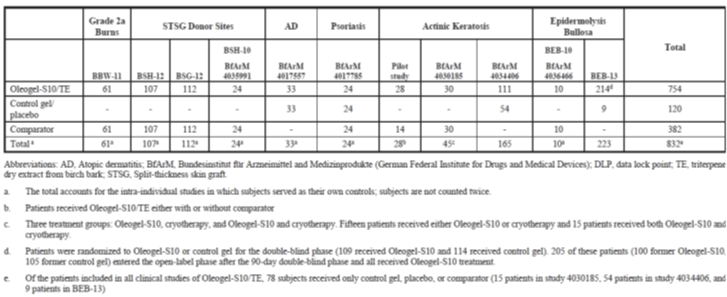 Grade 2a Burns | STSG Donor Sites | AD | Psoriasis | Actinic Keratosis | Epidermolysis Bullosa | Total
BBW-11 | BSH-12 | BSG-12 | BSH-10 BfArM 4035991 | BfArM 4017557 | BfArM 4017785 | Pilot study | BfArM 4030185 | BfArM 4034406 | BEB-10 BfArM 4036466 | BEB-13
Oleogel-S10/TE | 61 | 107 | 112 | 24 | 33 | 24 | 28 | 30 | 111 | 10 | 214d | 754
Control gel/ placebo | - | - | - | - | 33 | 24 | - | - | 54 | - | 9 | 120
Comparator | 61 | 107 | 112 | 24 | - | 24 | 14 | 30 | - | 10 | - | 382
Total a | 61a | 107a | 112a | 24a | 33a | 24a | 28b | 45c | 165 | 10a | 223 | 832e
Abbreviations: AD, Atopic dermatitis; BfArM, Bundesinstitut für Arzneimittel und Medizinprodukte (German Federal Institute for Drugs and Medical Devices); DLP, data lock point; TE, triterpene
dry extract from birch bark; STSG, Split-thickness skin graft.
a. The total accounts for the intra-individual studies in which subjects served as their own controls; subjects are not counted twice.
b. Patients received Oleogel-S10/TE either with or without comparator
c. Three treatment groups: Oleogel-S10, cryotherapy, and Oleogel-S10 and cryotherapy. Fifteen patients received either Oleogel-S10 or cryotherapy and 15 patients received both Oleogel-S10 and
cryotherapy.
d. Patients were randomized to Oleogel-S10 or control gel for the double-blind phase (109 received Oleogel-S10 and 114 received control gel). 205 of these patients (100 former Oleogel-S10,
105 former control gel) entered the open-label phase after the 90-day double-blind phase and all received Oleogel-S10 treatment.
e. Of the patients included in all clinical studies of Oleogel-S10/TE, 78 subjects received only control gel, placebo, or comparator (15 patients in study 4030185, 54 patients in study 4034406, and
9 patients in BEB-13)